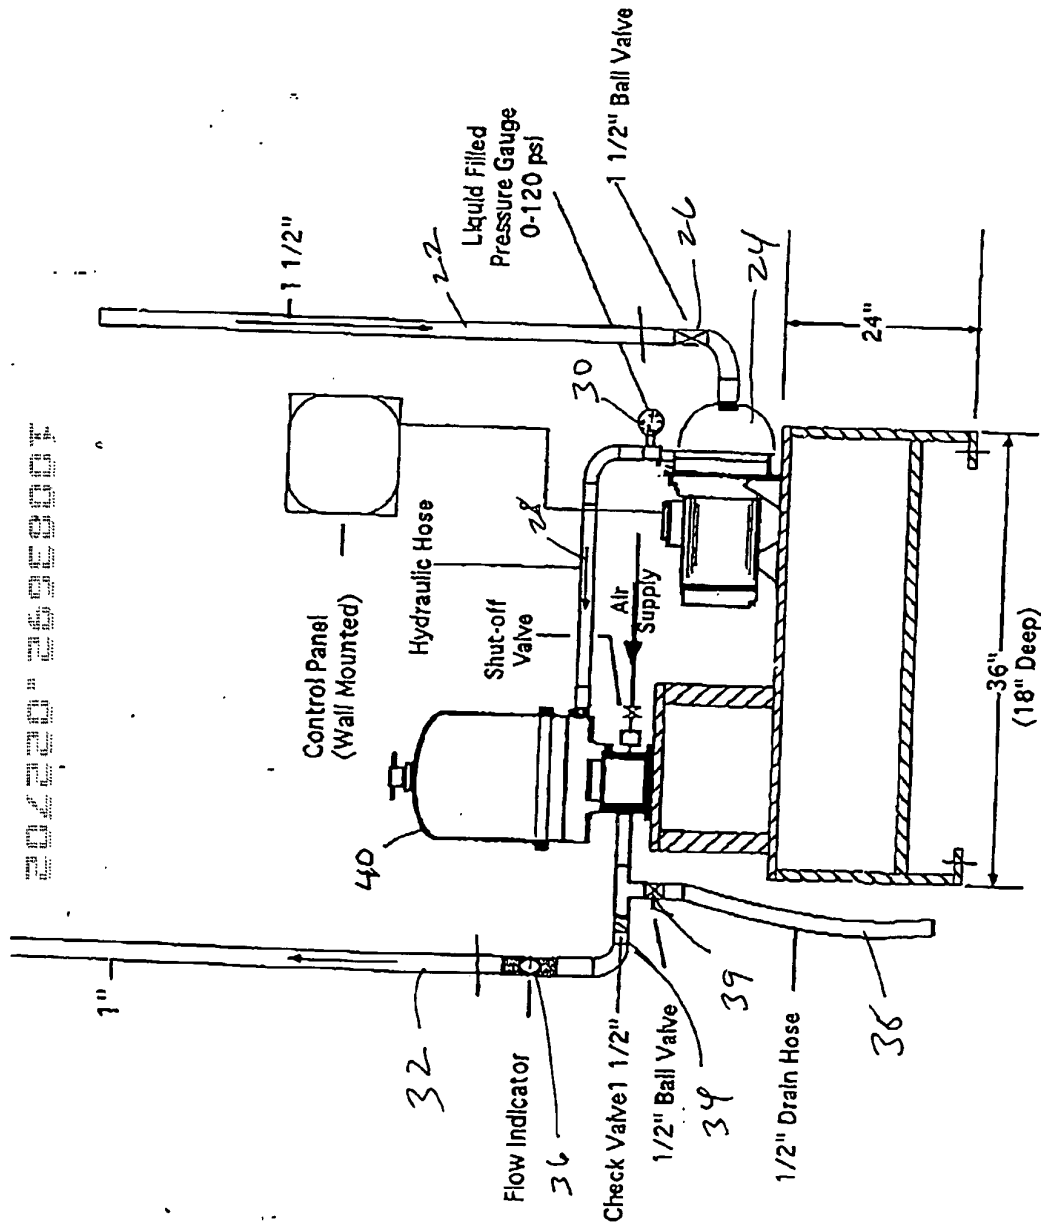 10083692.022702
1"
1 1/2"
Control Panel
(Wall Mounted)
22
Liquid Filled
Pressure Gauge
0-120 psi
1 1/2" Ball Valve
Hydraulic Hose
28
30
26
24
40
32
Shut-off
Valve
Air
Supply
Flow Indicator
36
Check Valve1 1/2"
1/2" Ball Valve
34
39
1/2" Drain Hose
24"
36"
(18" Deep)